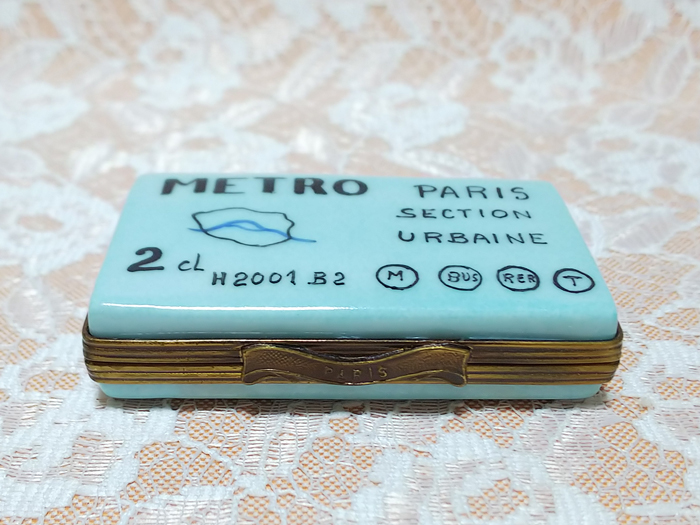 METRO
2 cl H2001.B2
PARIS
SECTION
URBAINE
M BUS RER T
PARIS